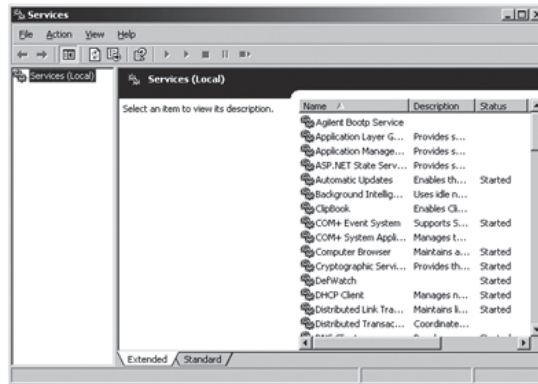 Services
File Action View Help
Services (Local)
Services (Local)
Select an item to view its description.
Name Description Status
Agilent Bootp Service
Application Layer G... Provides s...
Application Manage... Provides s...
ASP.NET State Serv... Provides s...
Automatic Updates Enables th... Started
Background Intellig... Uses idle n...
ClipBook Enables Cli...
COM+ Event System Supports S... Started
COM+ System Appli... Manages t...
Computer Browser Maintains a... Started
Cryptographic Servi... Provides th... Started
DefWatch Started
DHCP Client Manages n... Started
Distributed Link Tra... Maintains li... Started
Distributed Transac... Coordinate...
Extended Standard